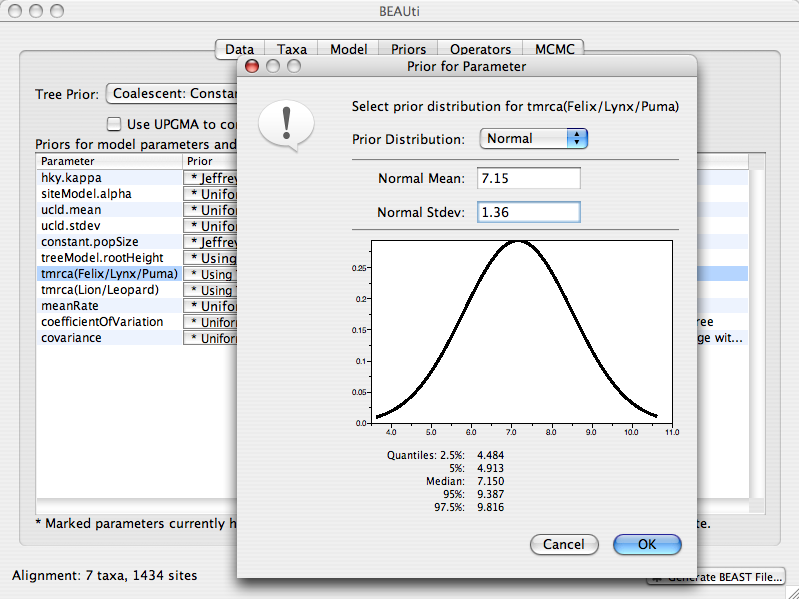 BEAUti
Data Taxa Model Priors Operators MCMC
Prior for Parameter
Tree Prior: Coalescent: Constan
Use UPGMA to co
Priors for model parameters and
Parameter Prior
hky.kappa * Jeffrey
siteModel.alpha * Unifor
ucld.mean * Unifor
ucld.stdev * Unifor
constant.popSize * Jeffrey
treeModel.rootHeight * Using
tmrca(Felix/Lynx/Puma) * Using
tmrca(Lion/Leopard) * Using
meanRate * Unifor
coefficientOfVariation * Unifor ree
covariance * Unifor ge wit...
* Marked parameters currently h te.
Alignment: 7 taxa, 1434 sites
Generate BEAST File...
Select prior distribution for tmrca(Felix/Lynx/Puma)
Prior Distribution: Normal
Normal Mean: 7.15
Normal Stdev: 1.36
0.25
0.2
0.15
0.1
0.05
0.0
4.0 5.0 6.0 7.0 8.0 9.0 10.0 11.0
Quantiles: 2.5%: 4.484
5%: 4.913
Median: 7.150
95%: 9.387
97.5%: 9.816
Cancel OK